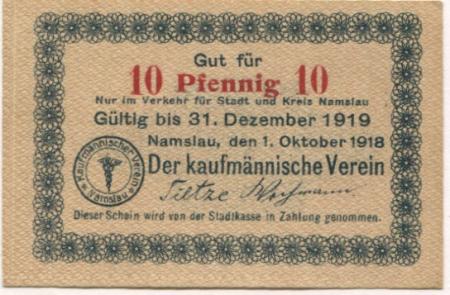 Gut für
10 Pfennig 10
Nur im Verkehr für Stadt und Kreis Namslau
Gültig bis 31. Dezember 1919
Namslau, den 1. Oktober 1918
Der kaufmännische Verein
Kaufmännischer Verein
Namslau
Tietze
Dieser Schein wird von der Stadtkasse in Zahlung genommen.